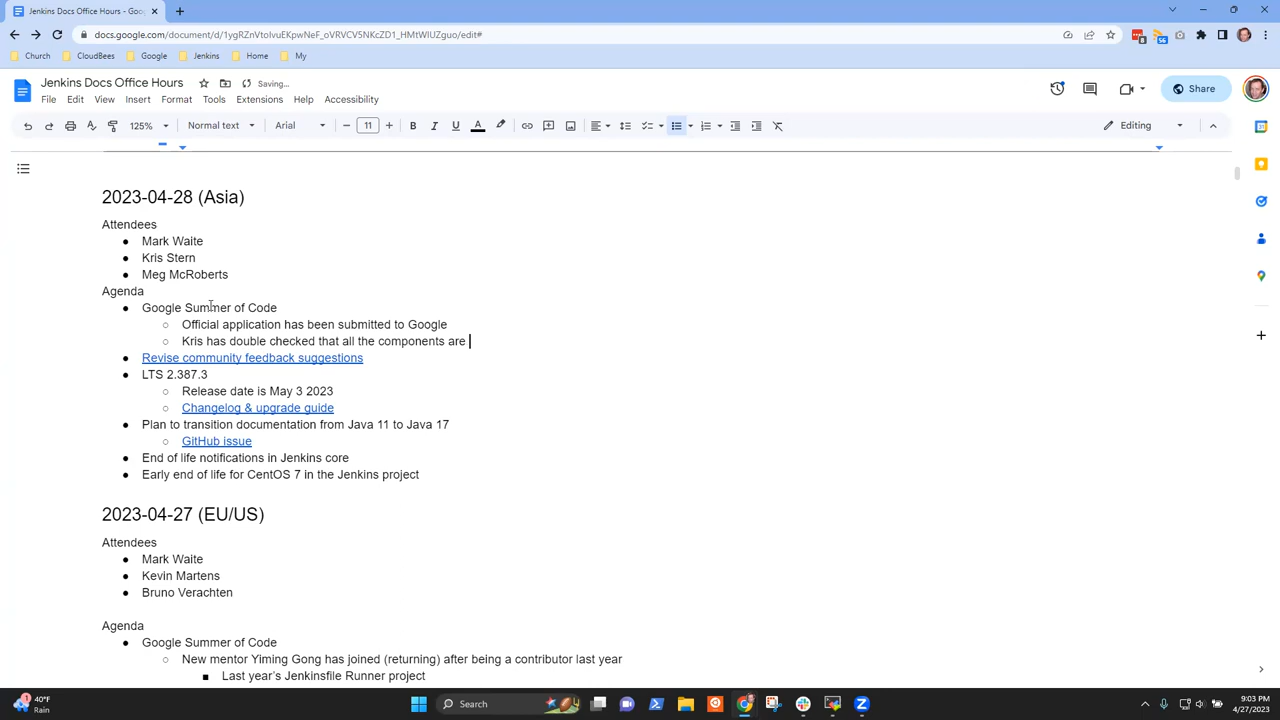 Jenkins Docs Office Hours - Go
docs.google.com/document/d/1ygRZnVtoIvuEKpwNeF_oVRVCV5NKcZD1_HMtWIUZguo/edit#
Church CloudBees Google Jenkins Home My
Jenkins Docs Office Hours Saving...
File Edit View Insert Format Tools Extensions Help Accessibility
Share
125% Normal text Arial 11 Editing
2023-04-28 (Asia)
Attendees
● Mark Waite
● Kris Stern
● Meg McRoberts
Agenda
● Google Summer of Code
○ Official application has been submitted to Google
○ Kris has double checked that all the components are
● Revise community feedback suggestions
● LTS 2.387.3
○ Release date is May 3 2023
○ Changelog & upgrade guide
● Plan to transition documentation from Java 11 to Java 17
○ GitHub issue
● End of life notifications in Jenkins core
● Early end of life for CentOS 7 in the Jenkins project
2023-04-27 (EU/US)
Attendees
● Mark Waite
● Kevin Martens
● Bruno Verachten
Agenda
● Google Summer of Code
○ New mentor Yiming Gong has joined (returning) after being a contributor last year
■ Last year's Jenkinsfile Runner project
40°F
Rain
Search
9:03 PM
4/27/2023